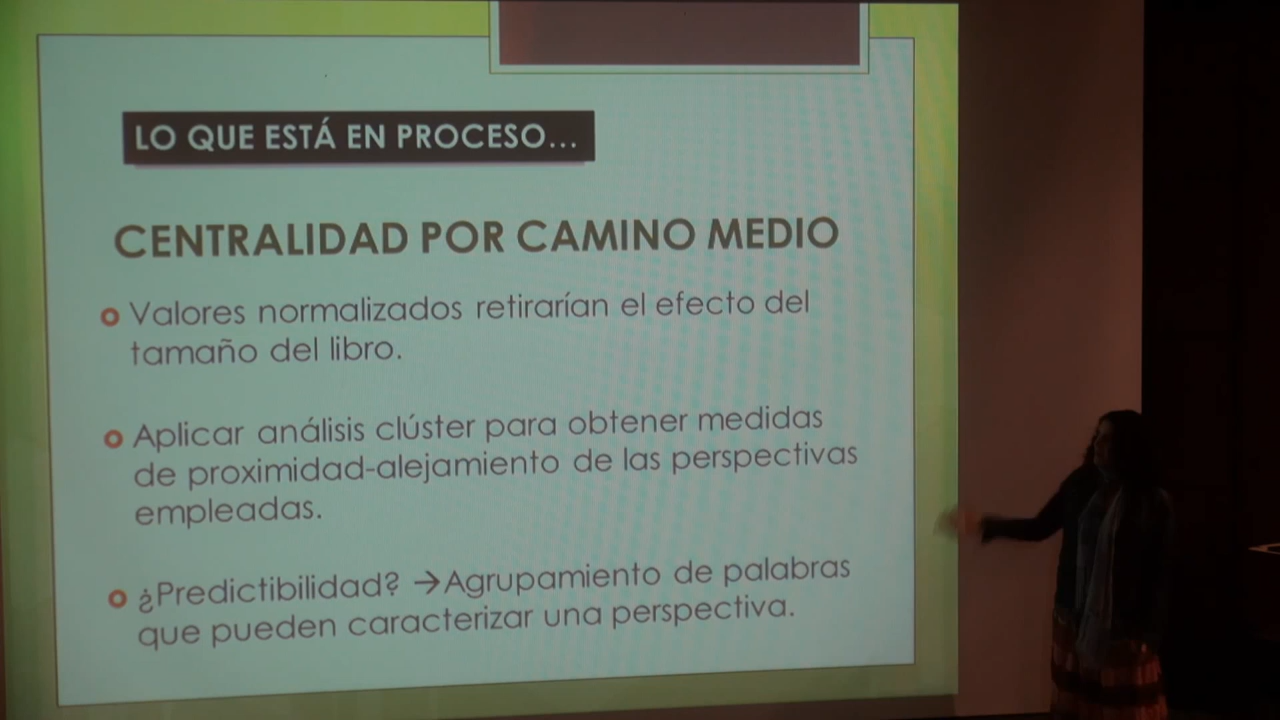 LO QUE ESTÁ EN PROCESO...
CENTRALIDAD POR CAMINO MEDIO
Valores normalizados retirarían el efecto del
tamaño del libro.
Aplicar análisis clúster para obtener medidas
de proximidad-alejamiento de las perspectivas
empleadas.
¿Predictibilidad? →Agrupamiento de palabras
que pueden caracterizar una perspectiva.